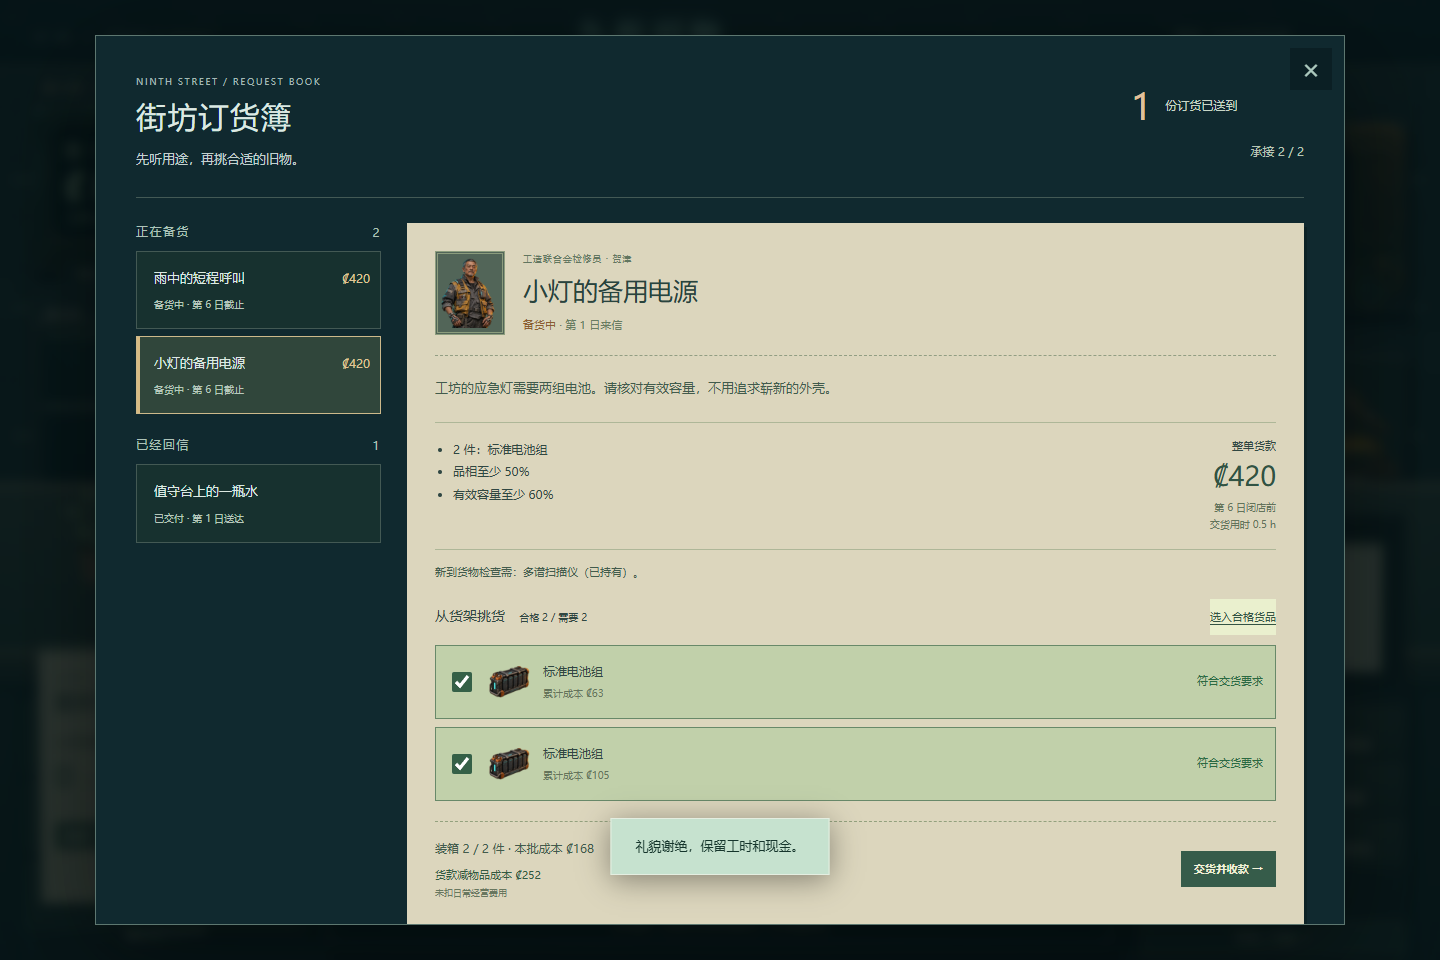 NINTH STREET / REQUEST BOOK
街坊订货簿
先听用途，再挑合适的旧物。
1 份订货已送到
承接 2 / 2
正在备货 2
雨中的短程呼叫 ₡420
备货中 · 第 6 日截止
小灯的备用电源 ₡420
备货中 · 第 6 日截止
已经回信 1
值守台上的一瓶水
已交付 · 第 1 日送达
工造联合会检修员 · 贺津
小灯的备用电源
备货中 · 第 1 日来信
工坊的应急灯需要两组电池。请核对有效容量，不用追求崭新的外壳。
2 件：标准电池组
品相至少 50%
有效容量至少 60%
整单货款
₡420
第 6 日闭店前
交货用时 0.5 h
新到货物检查需：多谱扫描仪（已持有）。
从货架挑货 合格 2 / 需要 2
选入合格货品
标准电池组
累计成本 ₡63
符合交货要求
标准电池组
累计成本 ₡105
符合交货要求
装箱 2 / 2 件 · 本批成本 ₡168
货款减物品成本 ₡252
未扣日常经营费用
礼貌谢绝，保留工时和现金。
交货并收款 →